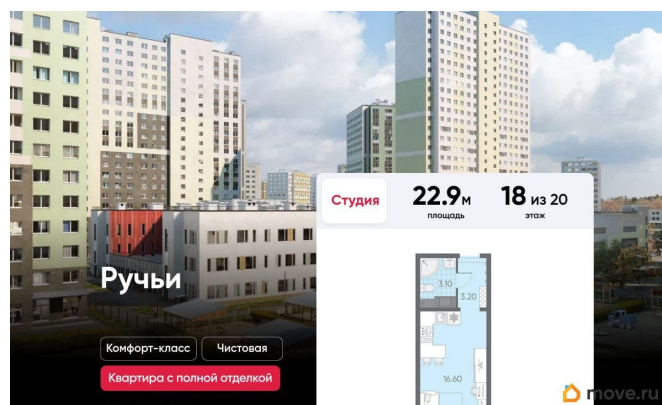 Студия
22.9 м
площадь
18 из 20
этаж
3.10
3.20
16.60
Ручьи
Комфорт-класс
Чистовая
Квартира с полной отделкой
move.ru